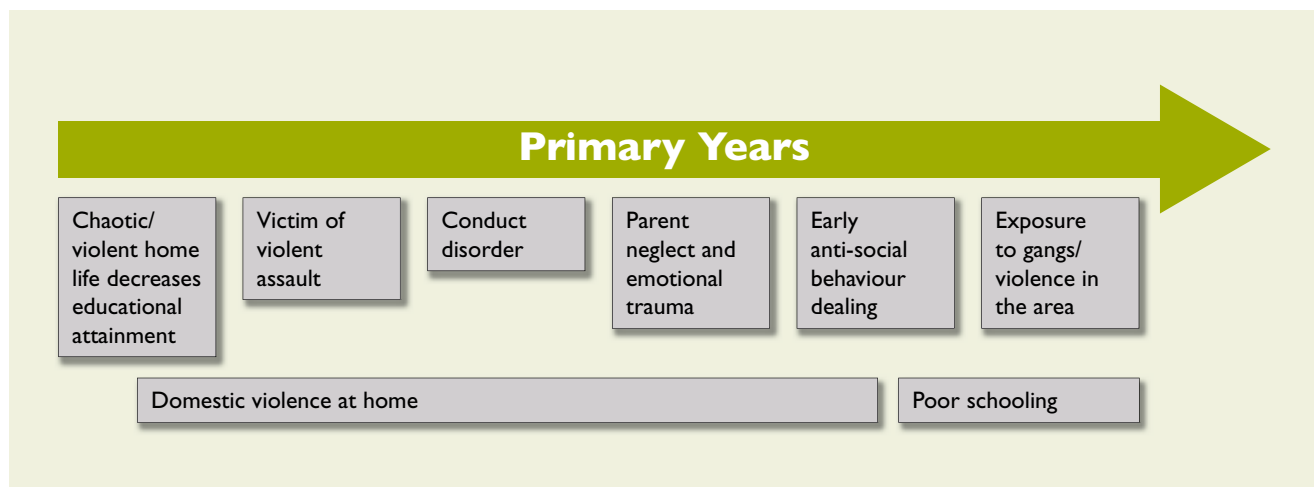 Primary Years
Chaotic/
violent home
life decreases
educational
attainment
Victim of
violent
assault
Conduct
disorder
Parent
neglect and
emotional
trauma
Early
anti-social
behaviour
dealing
Exposure
to gangs/
violence in
the area
Domestic violence at home
Poor schooling